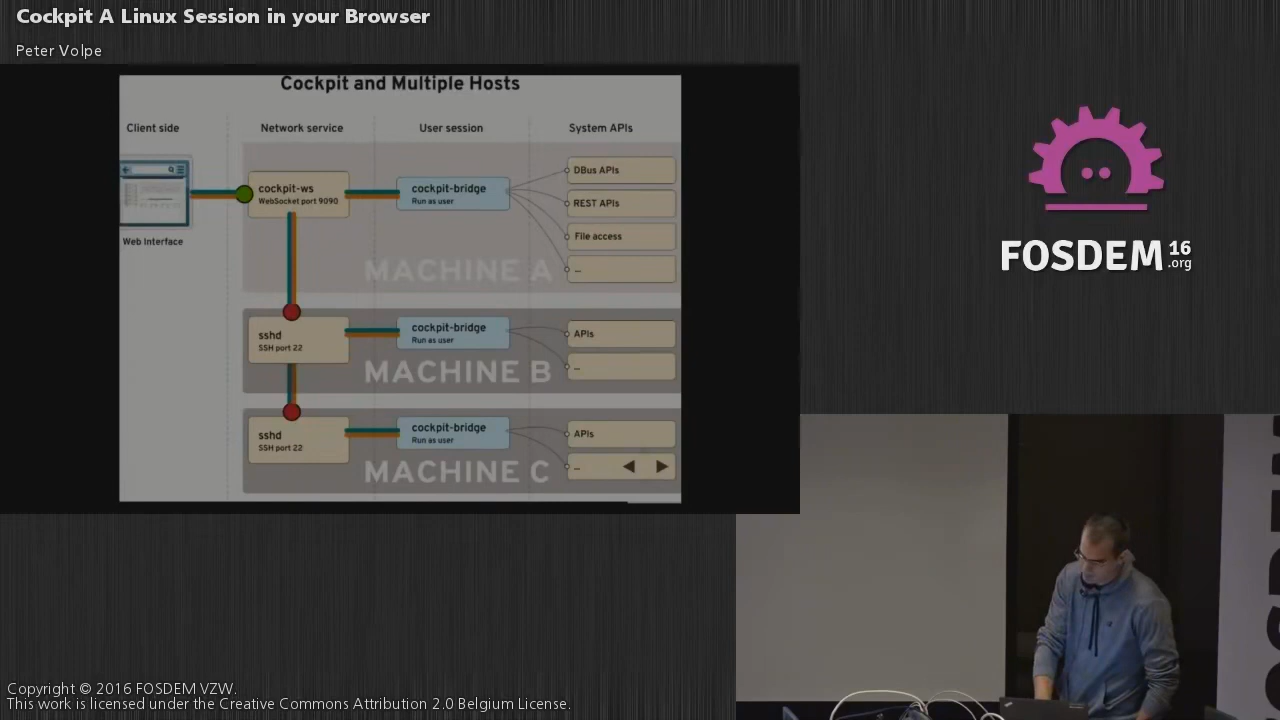 Cockpit A Linux Session in your Browser
Peter Volpe
Cockpit and Multiple Hosts
Client side
Network service
User session
System APIs
cockpit-ws
WebSocket port 9090
cockpit-bridge
Run as user
DBus APIs
REST APIs
File access
...
Web Interface
MACHINE A
sshd
SSH port 22
cockpit-bridge
Run as user
APIs
...
MACHINE B
sshd
SSH port 22
cockpit-bridge
Run as user
APIs
...
MACHINE C
FOSDEM 16
.org
Copyright © 2016 FOSDEM VZW.
This work is licensed under the Creative Commons Attribution 2.0 Belgium License.